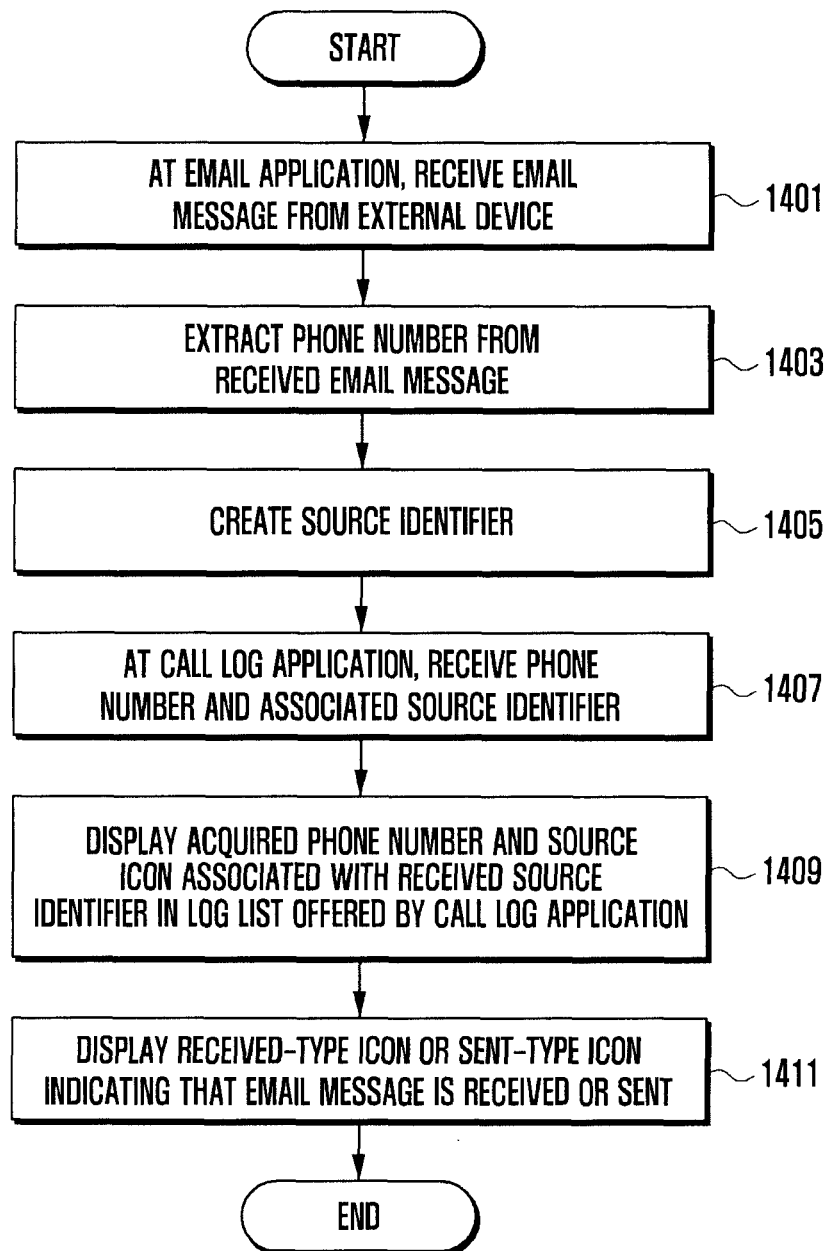 START
AT EMAIL APPLICATION, RECEIVE EMAIL
MESSAGE FROM EXTERNAL DEVICE
1401
EXTRACT PHONE NUMBER FROM
RECEIVED EMAIL MESSAGE
1403
CREATE SOURCE IDENTIFIER
1405
AT CALL LOG APPLICATION, RECEIVE PHONE
NUMBER AND ASSOCIATED SOURCE IDENTIFIER
1407
DISPLAY ACQUIRED PHONE NUMBER AND SOURCE
ICON ASSOCIATED WITH RECEIVED SOURCE
IDENTIFIER IN LOG LIST OFFERED BY CALL LOG APPLICATION
1409
DISPLAY RECEIVED-TYPE ICON OR SENT-TYPE ICON
INDICATING THAT EMAIL MESSAGE IS RECEIVED OR SENT
1411
END